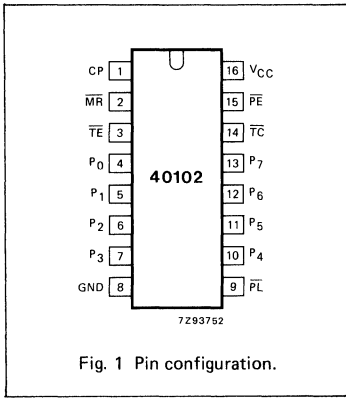 CP 1 16 VCC
MR 2 15 PE
TE 3 14 TC
P0 4 13 P7
40102
P1 5 12 P6
P2 6 11 P5
P3 7 10 P4
GND 8 9 PL
7Z93752
Fig. 1 Pin configuration.